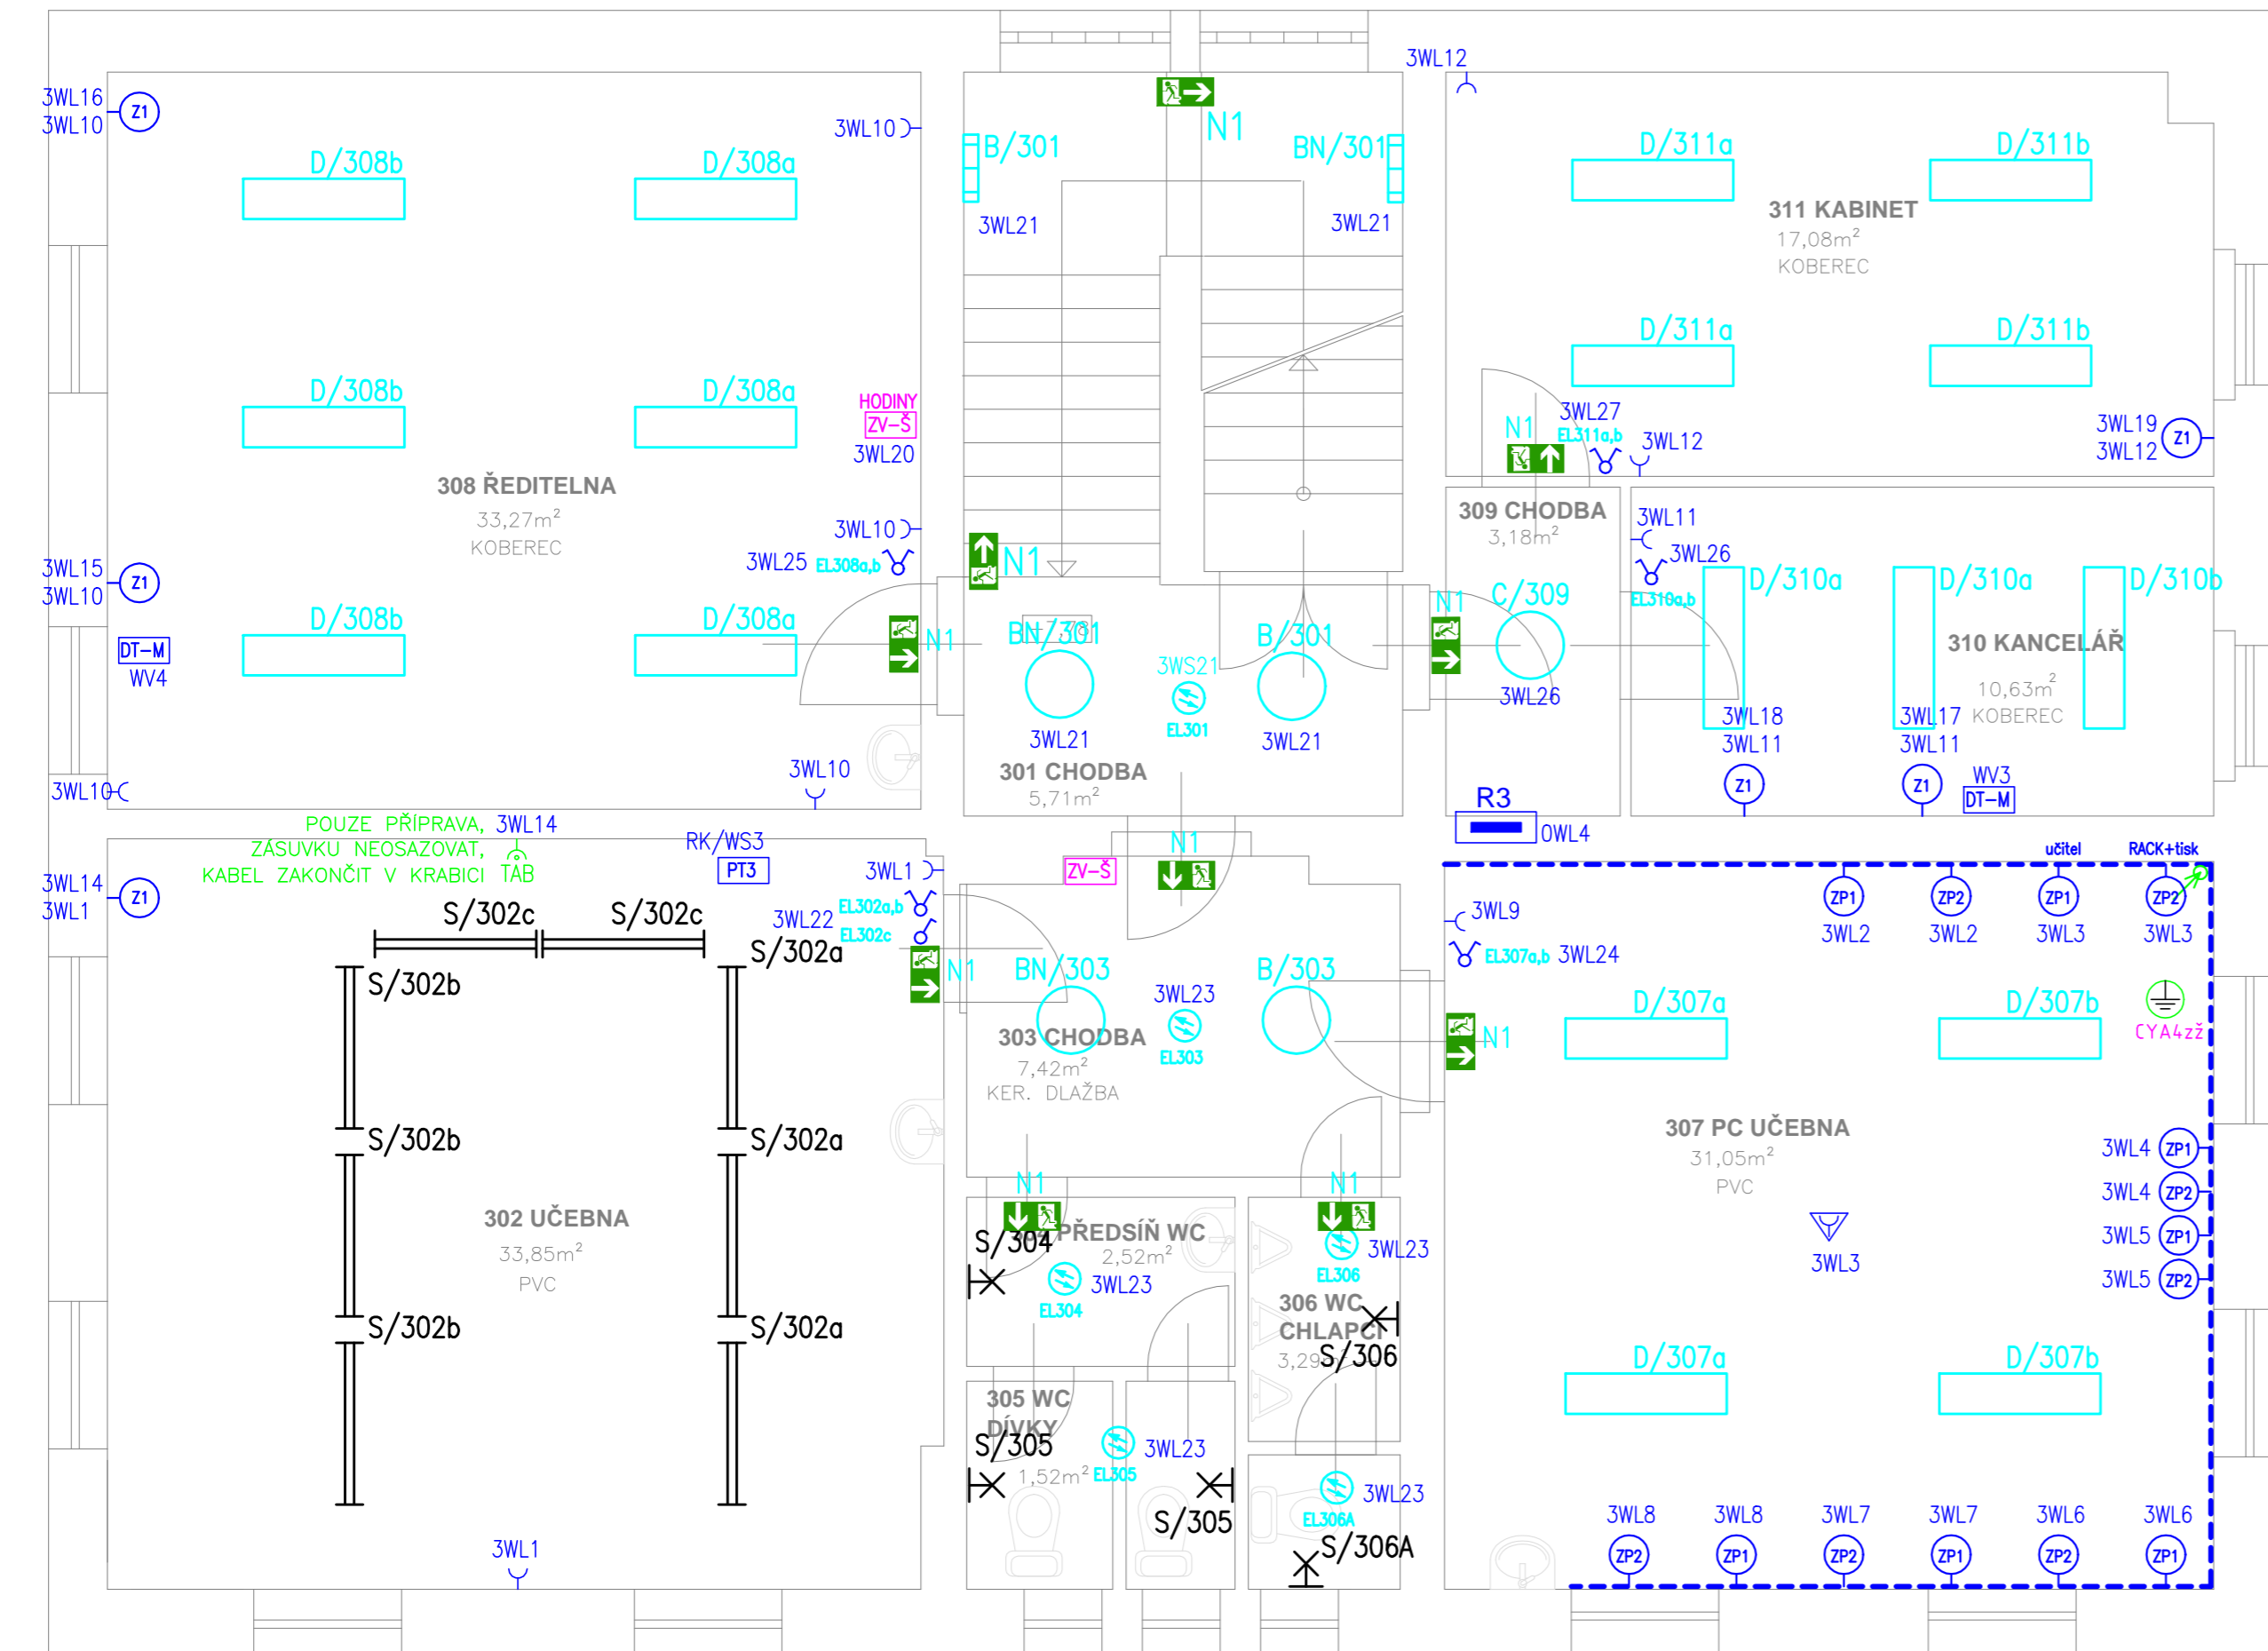 3WL16
3WL10
Z1
D/308b
D/308a
3WL10
B/301
3WL21
N1
BN/301
3WL21
3WL12
D/311a
D/311b
311 KABINET
17,08m²
KOBEREC
D/311a
D/311b
D/308b
D/308a
HODINY
ZV-Š
3WL20
308 ŘEDITELNA
33,27m²
KOBEREC
3WL10
3WL25 EL308a,b
N1
N1
3WL27
EL311a,b
3WL12
3WL19
3WL12
Z1
309 CHODBA
3,18m²
3WL11
3WL26
EL310a,b
D/310a
D/310a
D/310b
310 KANCELÁŘ
10,63m²
KOBEREC
3WL15
3WL10
Z1
DT-M
WV4
D/308b
D/308a
N1
BN/301
3WL21
3WS21
EL301
B/301
3WL21
N1
C/309
3WL26
3WL18
3WL11
Z1
3WL17
3WL11
Z1
WV3
DT-M
301 CHODBA
5,71m²
3WL10
3WL10
R3
0WL4
POUZE PŘÍPRAVA, 3WL14
ZÁSUVKU NEOSAZOVAT,
KABEL ZAKONČIT V KRABICI TAB
RK/WS3
PT3
3WL14
3WL1
Z1
3WL1
EL302a,b
3WL22
EL302c
S/302c
S/302c
S/302a
S/302b
N1
ZV-Š
N1
BN/303
B/303
3WL23
EL303
303 CHODBA
7,42m²
KER. DLAŽBA
N1
3WL9
EL307a,b 3WL24
učitel
RACK+tisk
ZP1
ZP2
ZP1
ZP2
3WL2
3WL2
3WL3
3WL3
D/307a
D/307b
CYA4zž
307 PC UČEBNA
31,05m²
PVC
3WL3
3WL4 ZP1
3WL4 ZP2
3WL5 ZP1
3WL5 ZP2
S/302b
S/302a
302 UČEBNA
33,85m²
PVC
S/302b
S/302a
N1
PŘEDSÍŇ WC
2,52m²
S/304
3WL23
EL304
N1
3WL23
EL306
306 WC
CHLAPCI
3,29m²
S/306
305 WC
DÍVKY
S/305
1,52m²
EL305
3WL23
S/305
3WL23
EL306A
S/306A
D/307a
D/307b
3WL1
3WL8
3WL8
3WL7
3WL7
3WL6
3WL6
ZP2
ZP1
ZP2
ZP1
ZP2
ZP1